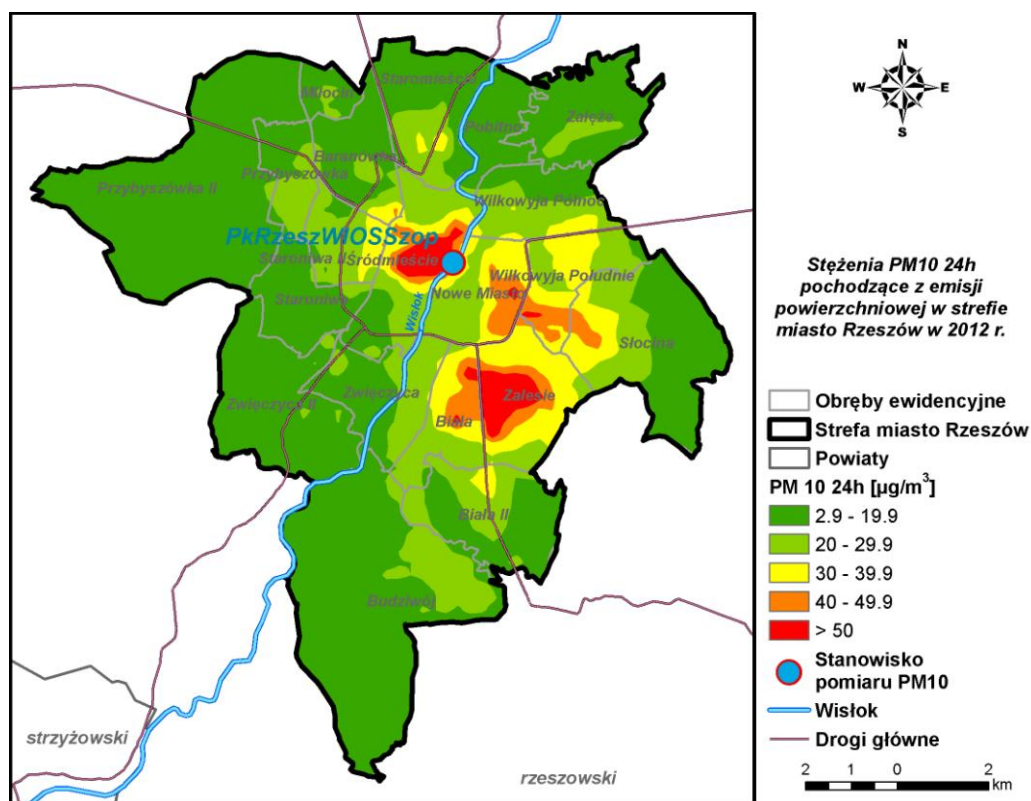 Staromieście
Miłocin
Pobitno
Załęże
Baranówka
Przybyszówka
Przybyszówka II
Wilkowyja Północ
PkRzeszWIOSSzop
Staroniwa II
Śródmieście
Wilkowyja Południe
Nowe Miasto
Staroniwa
Wisłok
Słocina
Zwięczyca
Zalesie
Zwięczyca II
Biała
Biała II
Budziwój
strzyżowski
rzeszowski
N
W
E
S
Stężenia PM10 24h
pochodzące z emisji
powierzchniowej w strefie
miasto Rzeszów w 2012 r.
Obręby ewidencyjne
Strefa miasto Rzeszów
Powiaty
PM 10 24h [µg/m³]
2.9 - 19.9
20 - 29.9
30 - 39.9
40 - 49.9
> 50
Stanowisko
pomiaru PM10
Wisłok
Drogi główne
2 1 0 2
km